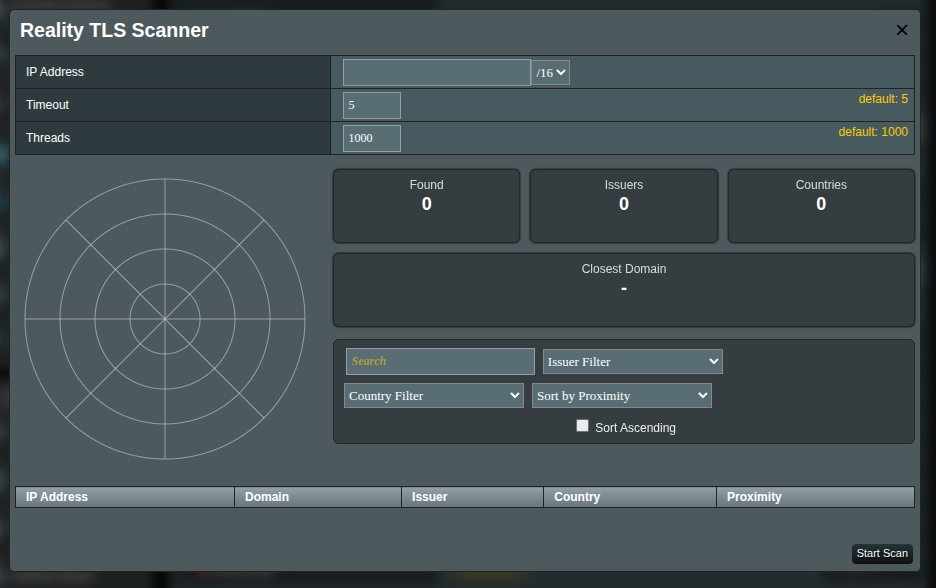 Reality TLS Scanner ✕
IP Address /16
Timeout 5 default: 5
Threads 1000 default: 1000
Found Issuers Countries
0 0 0
Closest Domain
-
Search Issuer Filter
Country Filter Sort by Proximity
Sort Ascending
IP Address Domain Issuer Country Proximity
Start Scan